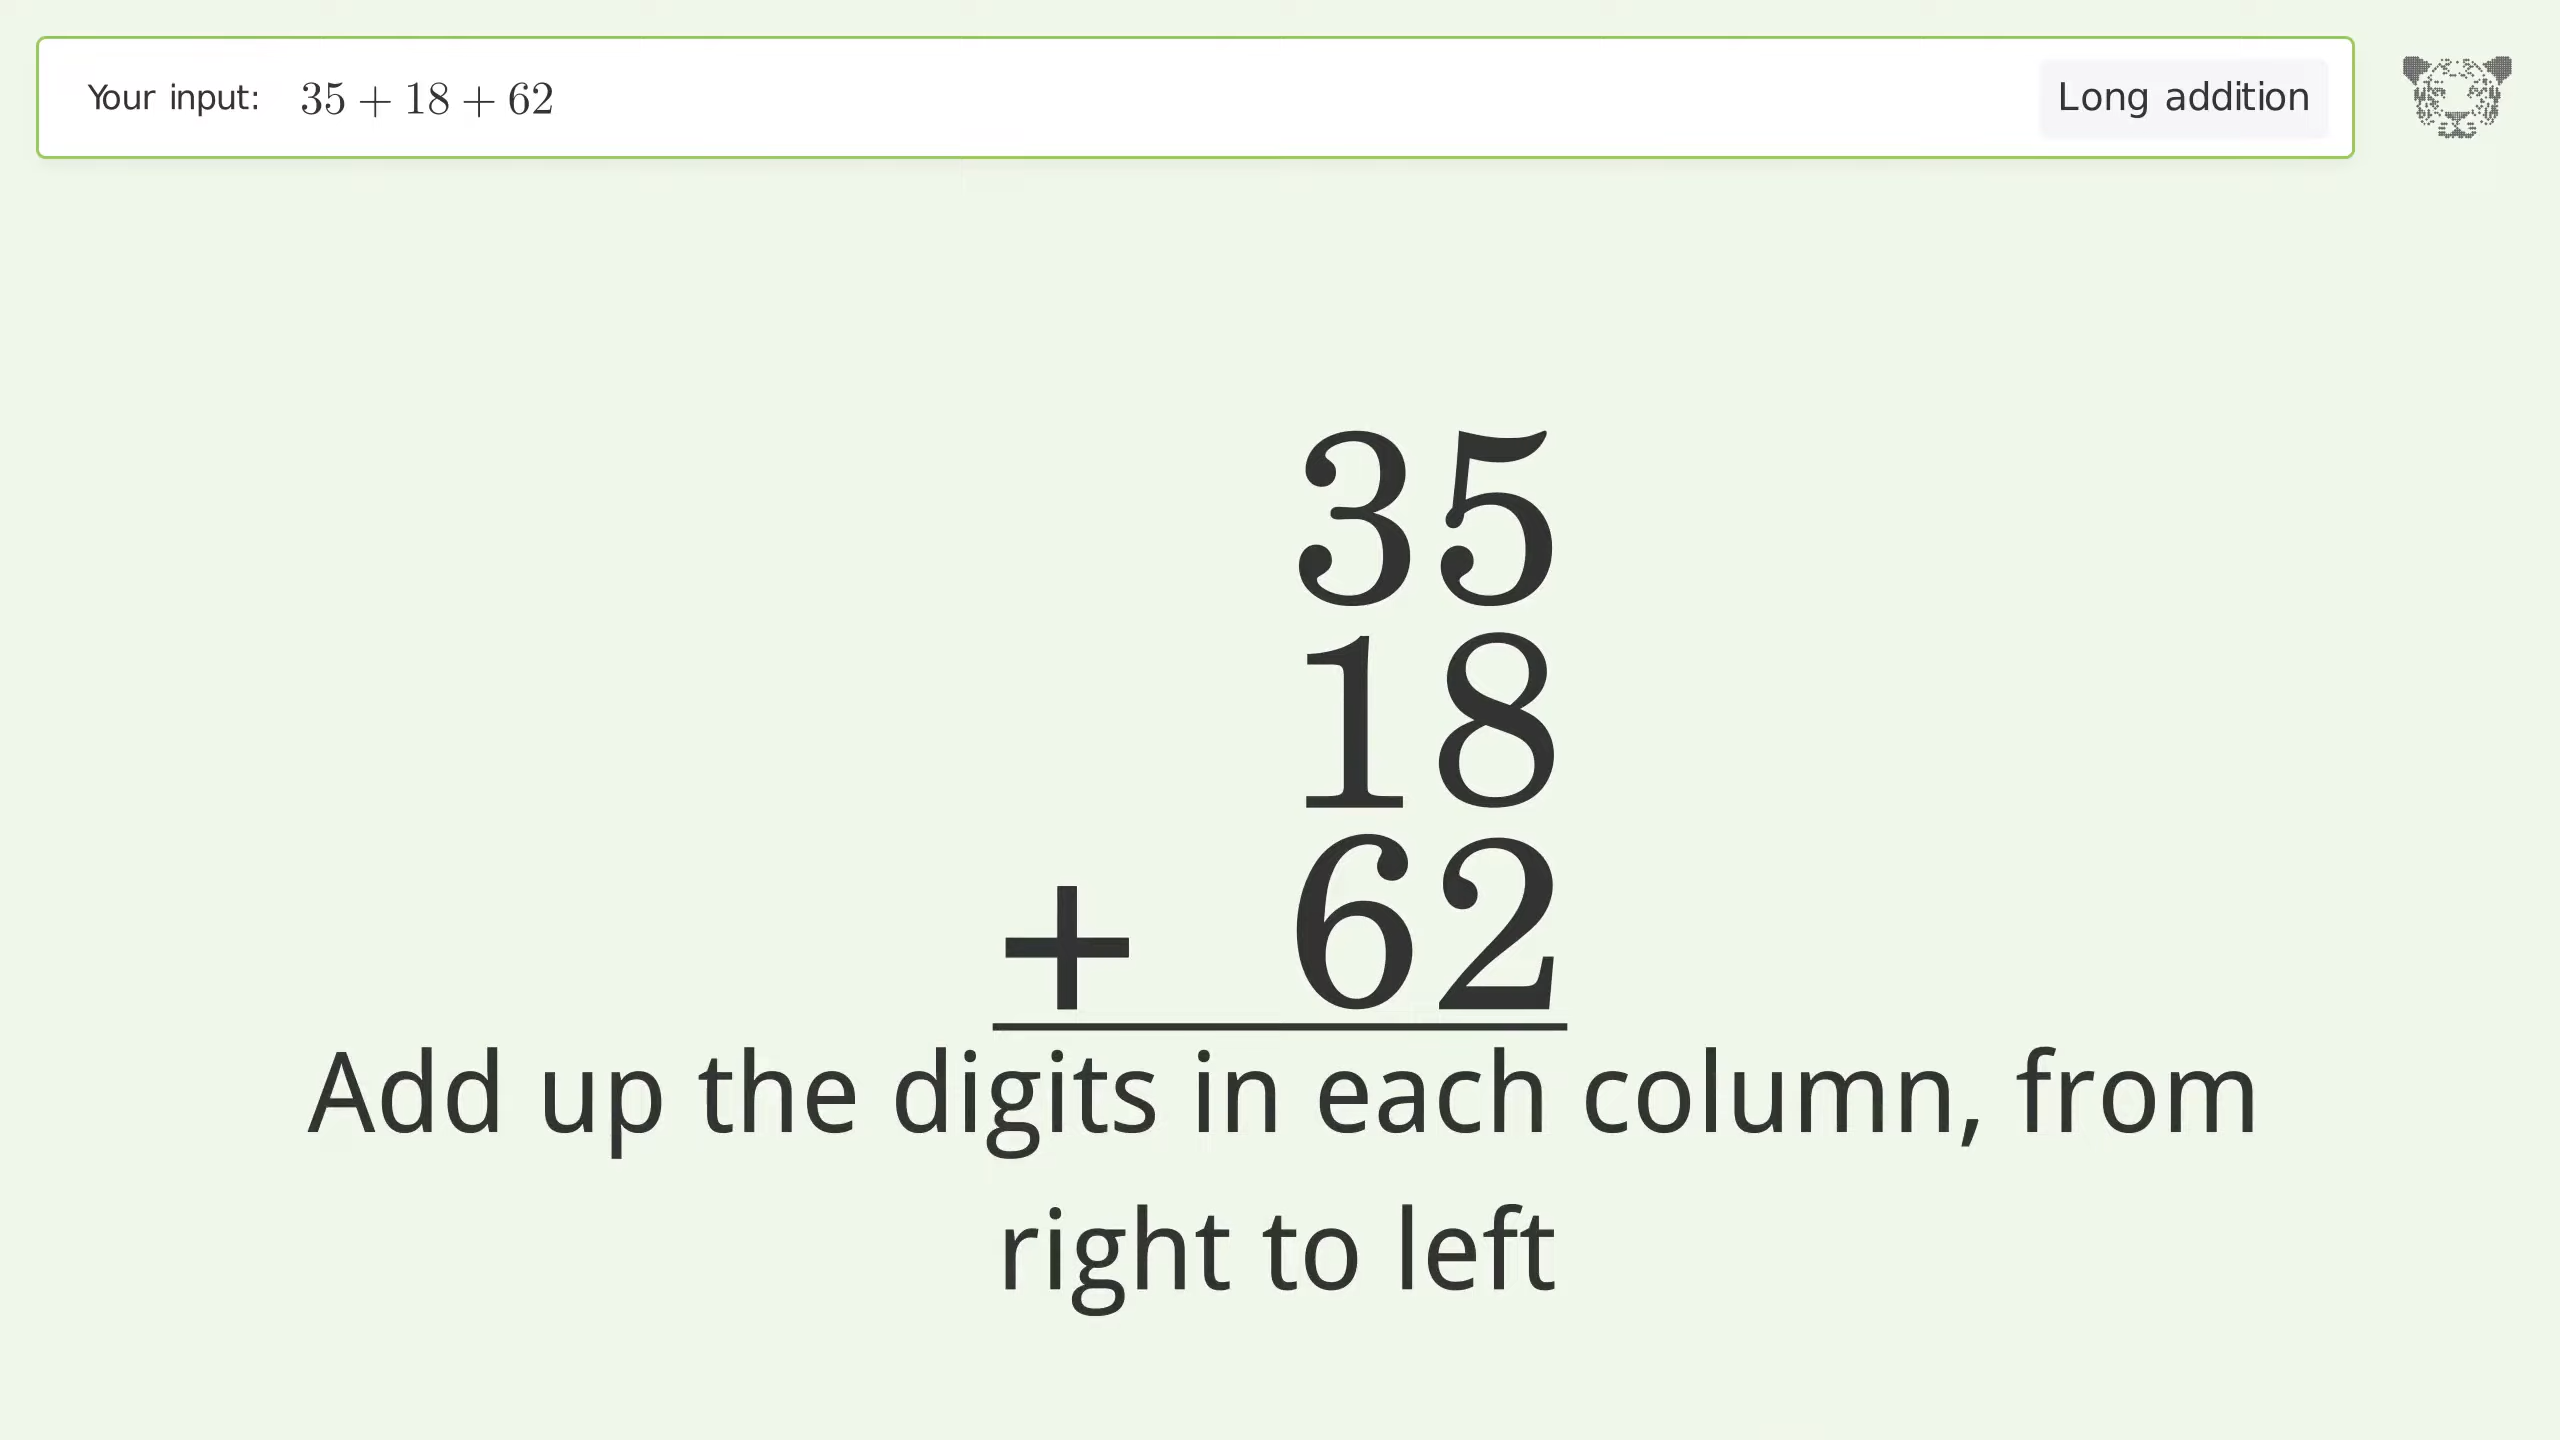 Your input: 35 + 18 + 62
Long addition
35
18
+ 62
Add up the digits in each column, from
right to left